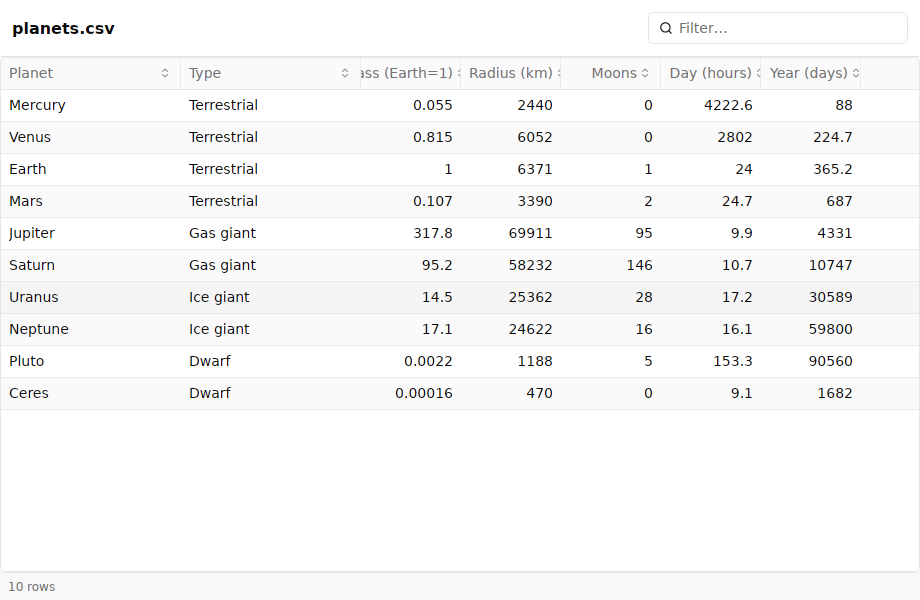 planets.csv
Filter...
Planet Type ass (Earth=1) Radius (km) Moons Day (hours) Year (days)
Mercury Terrestrial 0.055 2440 0 4222.6 88
Venus Terrestrial 0.815 6052 0 2802 224.7
Earth Terrestrial 1 6371 1 24 365.2
Mars Terrestrial 0.107 3390 2 24.7 687
Jupiter Gas giant 317.8 69911 95 9.9 4331
Saturn Gas giant 95.2 58232 146 10.7 10747
Uranus Ice giant 14.5 25362 28 17.2 30589
Neptune Ice giant 17.1 24622 16 16.1 59800
Pluto Dwarf 0.0022 1188 5 153.3 90560
Ceres Dwarf 0.00016 470 0 9.1 1682
10 rows